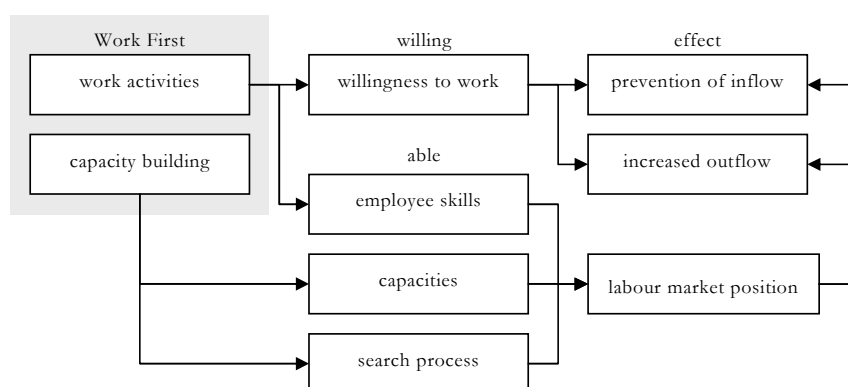 Work First
willing
effect
work activities
willingness to work
prevention of inflow
capacity building
able
increased outflow
employee skills
capacities
labour market position
search process